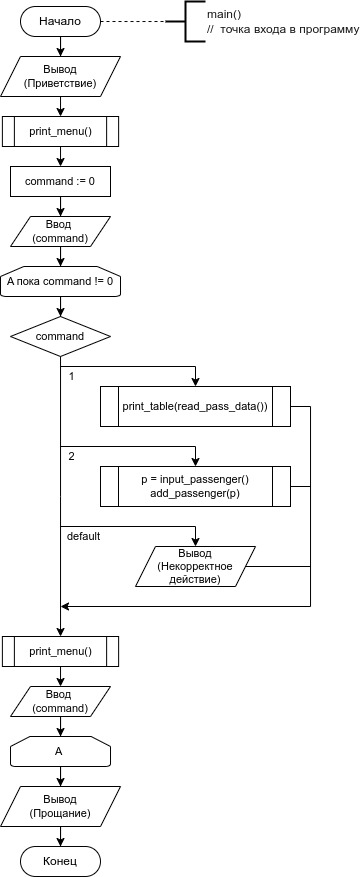 Начало
main()
// точка входа в программу
Вывод
(Приветствие)
print_menu()
command := 0
Ввод
(command)
А пока command != 0
command
1
print_table(read_pass_data())
2
p = input_passenger()
add_passenger(p)
default
Вывод
(Некорректное
действие)
print_menu()
Ввод
(command)
А
Вывод
(Прощание)
Конец